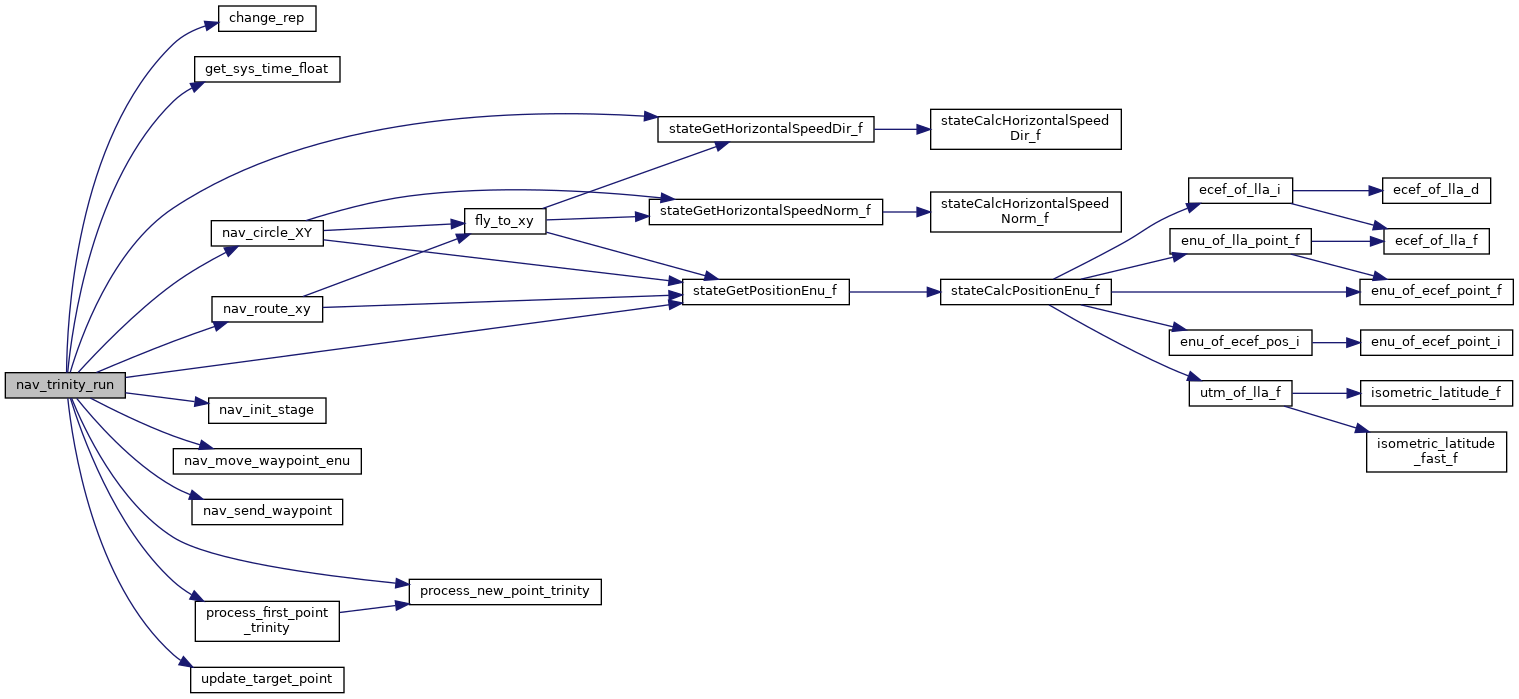 change_rep
get_sys_time_float
stateGetHorizontalSpeedDir_f
stateCalcHorizontalSpeed
Dir_f
ecef_of_lla_i
ecef_of_lla_d
stateGetHorizontalSpeedNorm_f
stateCalcHorizontalSpeed
Norm_f
fly_to_xy
nav_circle_XY
enu_of_lla_point_f
ecef_of_lla_f
stateGetPositionEnu_f
stateCalcPositionEnu_f
enu_of_ecef_point_f
nav_route_xy
enu_of_ecef_pos_i
enu_of_ecef_point_i
nav_trinity_run
utm_of_lla_f
isometric_latitude_f
nav_init_stage
isometric_latitude
_fast_f
nav_move_waypoint_enu
nav_send_waypoint
process_new_point_trinity
process_first_point
_trinity
update_target_point